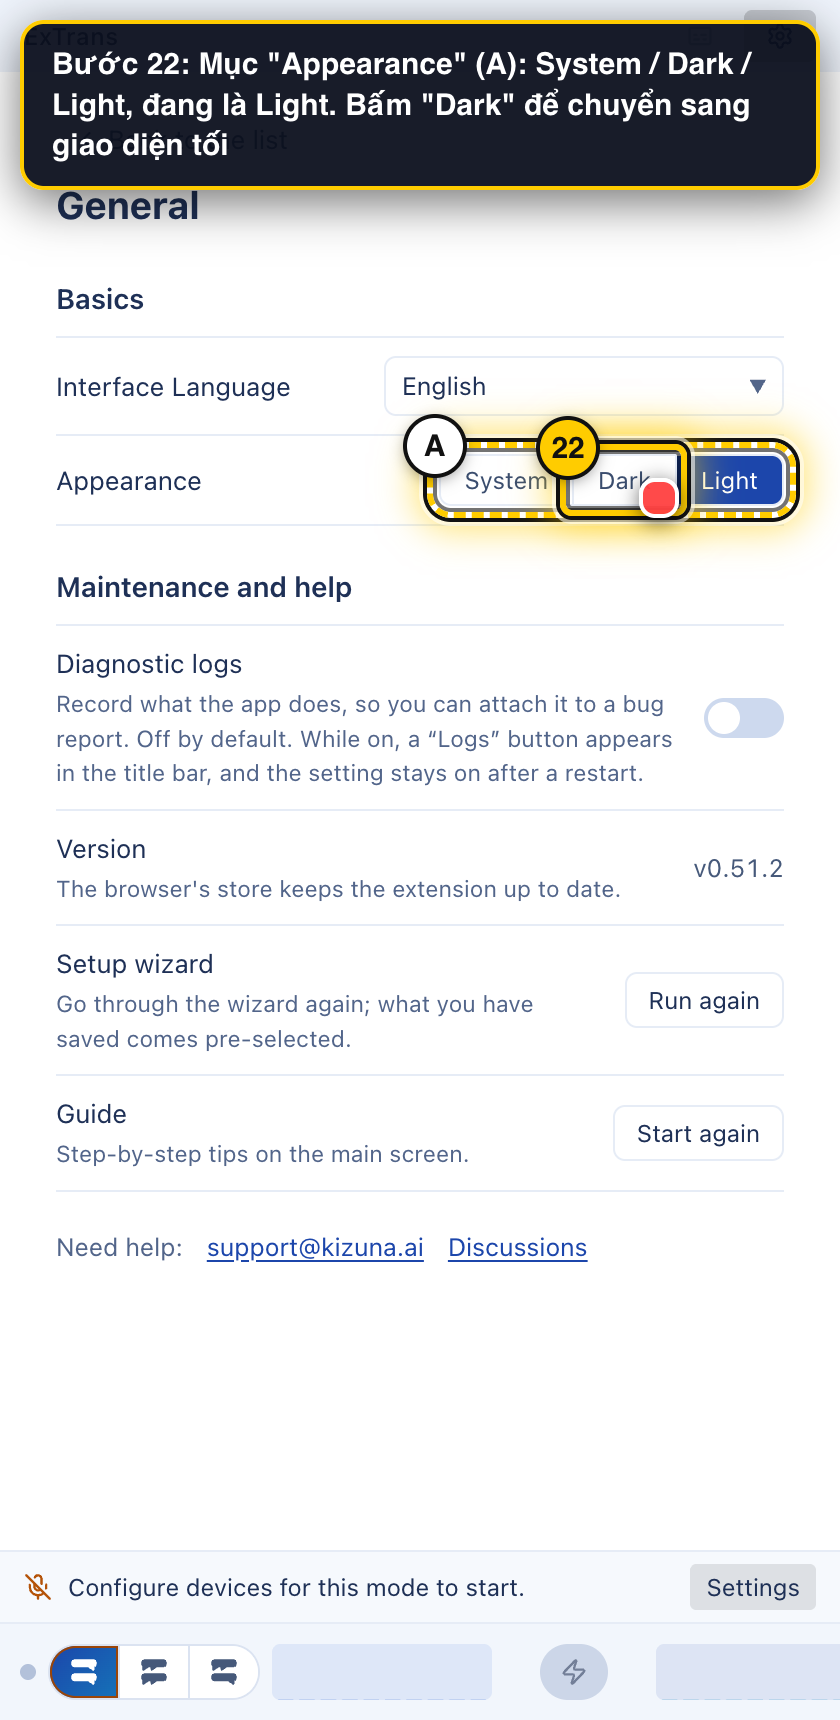 ExTrans
Bước 22: Mục "Appearance" (A): System / Dark /
Light, đang là Light. Bấm "Dark" để chuyển sang
giao diện tối
General
Basics
Interface Language
English
A
22
Appearance
System
Dark
Light
Maintenance and help
Diagnostic logs
Record what the app does, so you can attach it to a bug
report. Off by default. While on, a “Logs” button appears
in the title bar, and the setting stays on after a restart.
Version
v0.51.2
The browser's store keeps the extension up to date.
Setup wizard
Go through the wizard again; what you have
saved comes pre-selected.
Run again
Guide
Step-by-step tips on the main screen.
Start again
Need help: support@kizuna.ai Discussions
Configure devices for this mode to start.
Settings